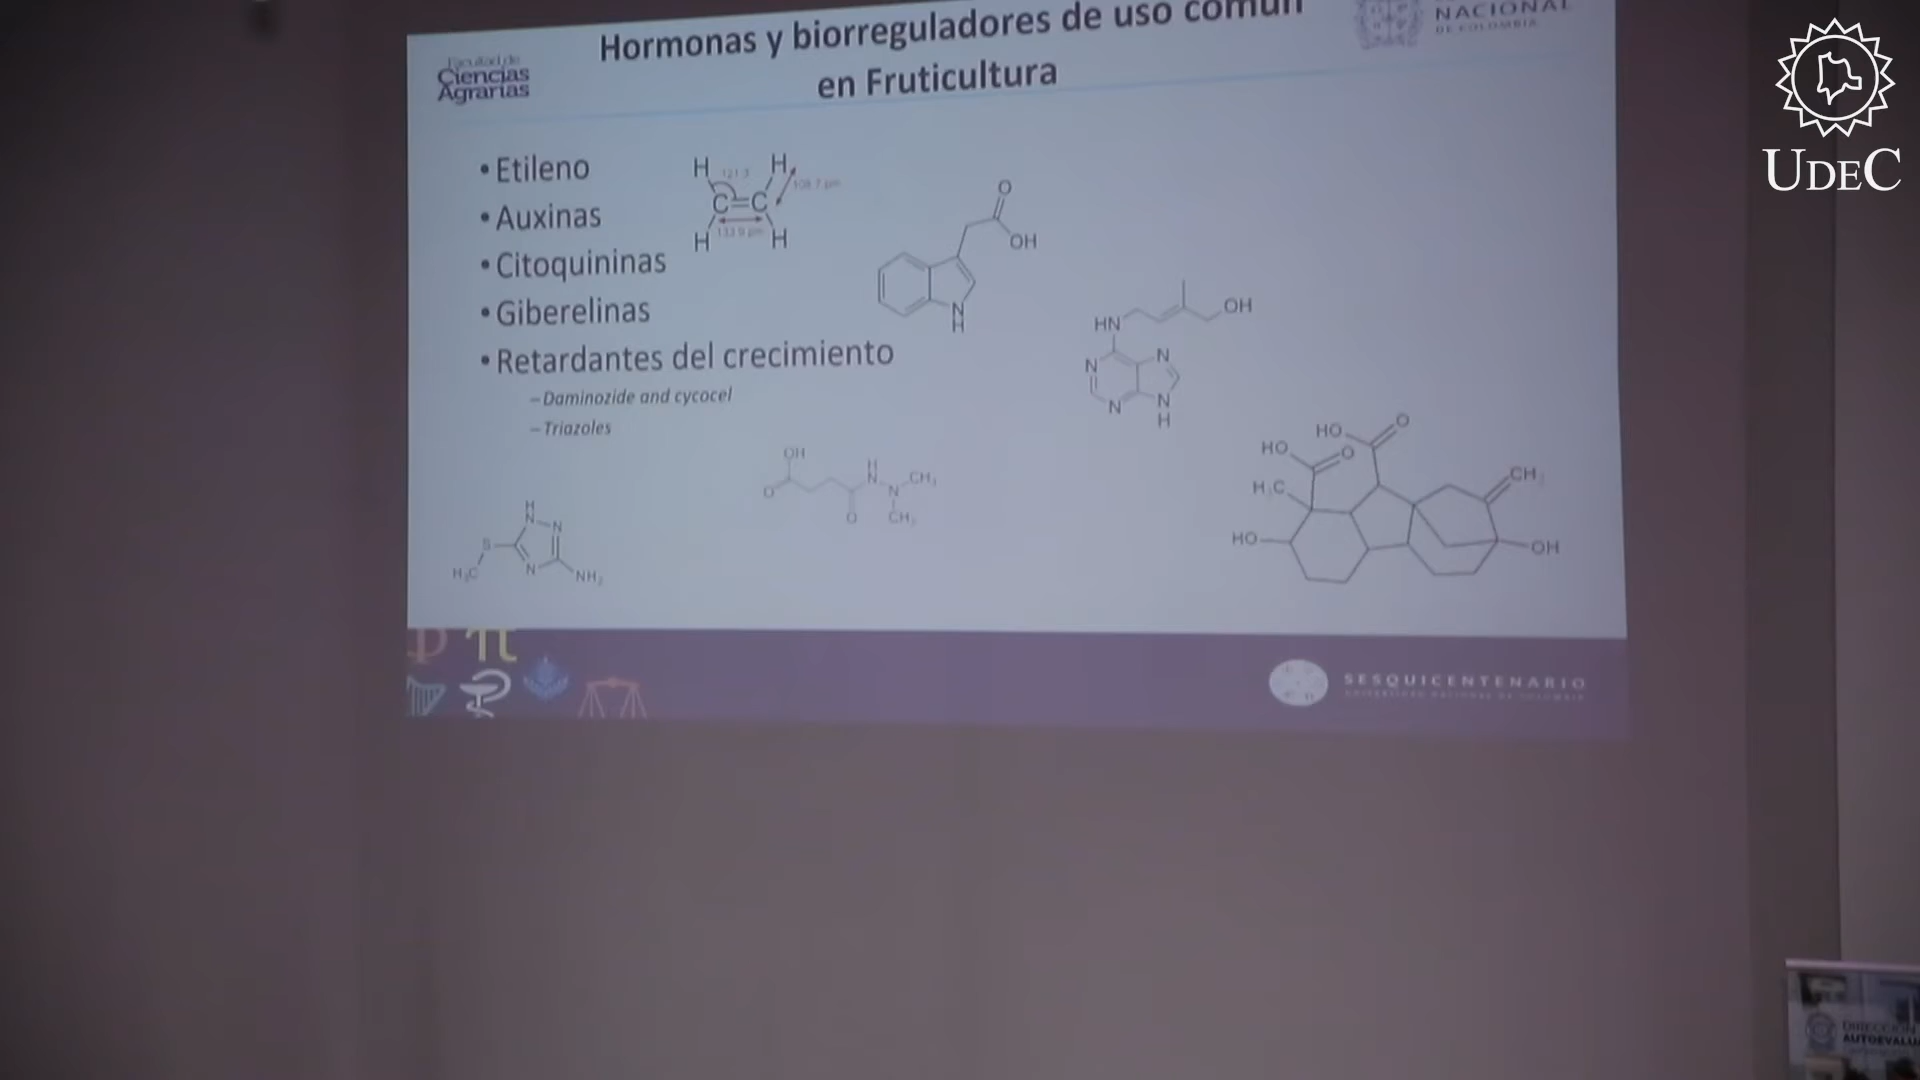 Hormonas y biorreguladores de uso común
en Fruticultura
Facultad de
Ciencias
Agrarias
NACIONAL
DE COLOMBIA
UDEC
• Etileno
• Auxinas
• Citoquininas
• Giberelinas
• Retardantes del crecimiento
– Daminozide and cycocel
– Triazoles
H H
C=C
H H
O
OH
N
H
HN
OH
N N
N N
H
OH
O
H
N
N
CH₃
O
CH₃
H
N
N
S
N
H₃C
NH₂
HO
O
HO
O
H₃C
CH₂
HO
OH
π
SESQUICENTENARIO
DIRECCIÓN
AUTOEVALUA